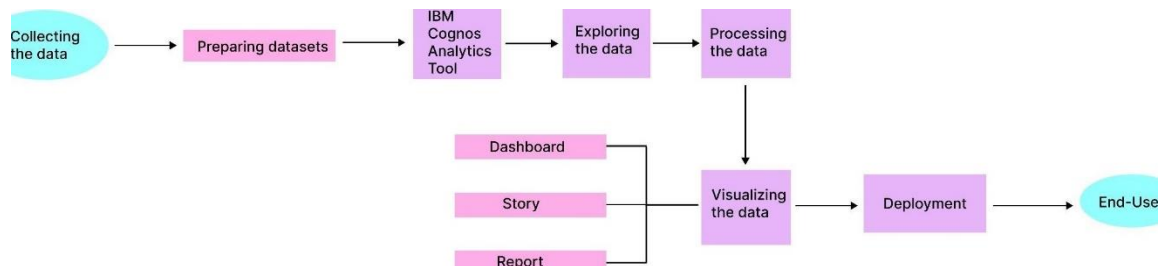 Collecting
the data
Preparing datasets
IBM
Cognos
Analytics
Tool
Exploring
the data
Processing
the data
Dashboard
Story
Report
Visualizing
the data
Deployment
End-Use